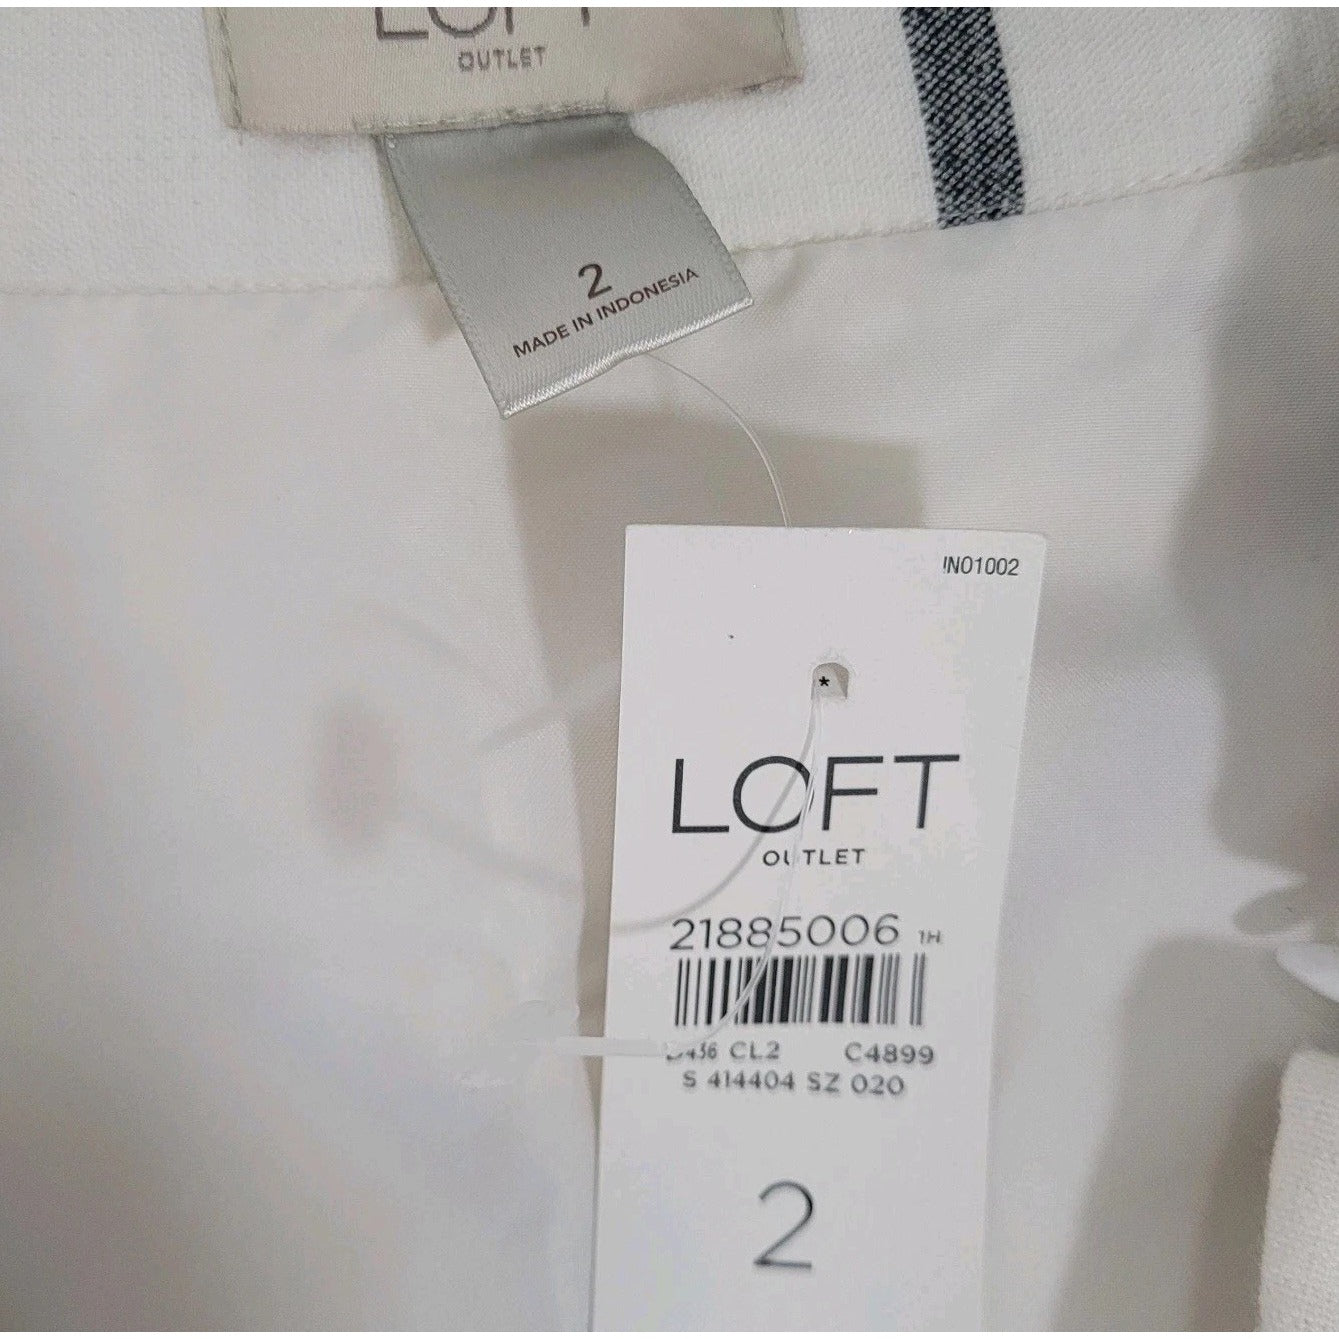 LOFT
OUTLET
2
MADE IN INDONESIA
IN01002
*
LOFT
OUTLET
21885006 1H
CL2 C4899
S 414404 SZ 020
2